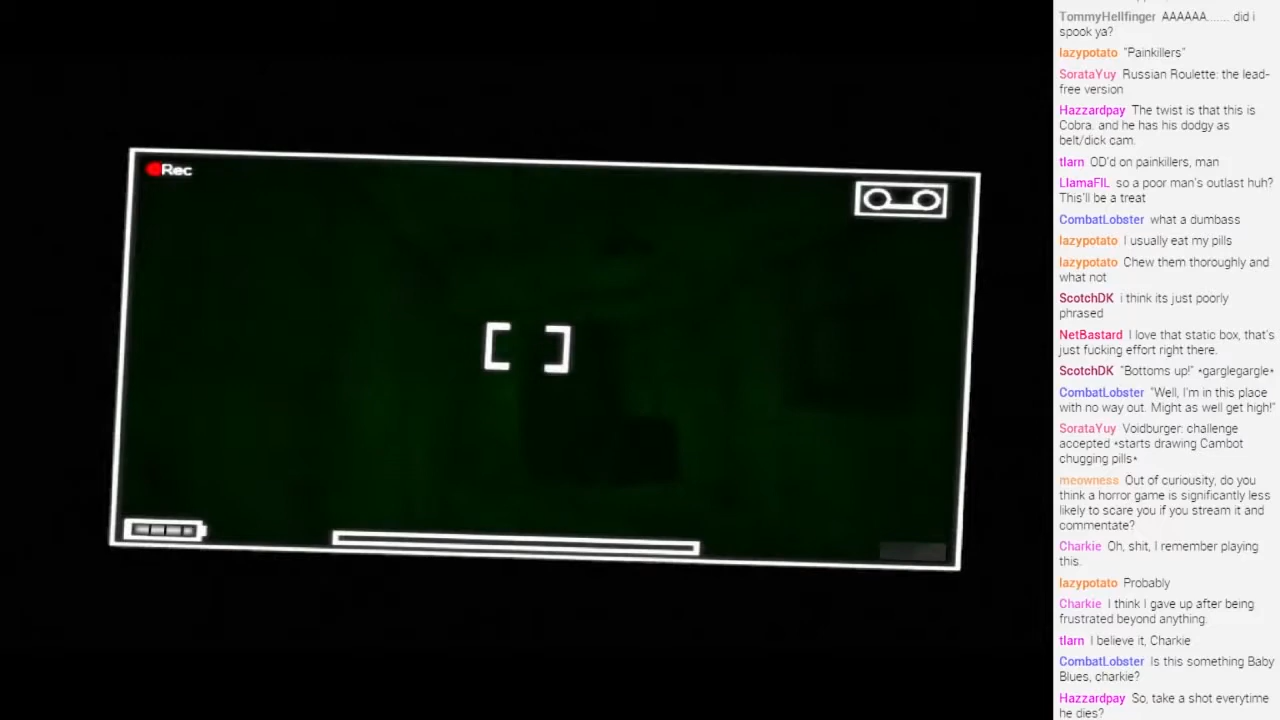 Rec
TommyHellfinger AAAAAA....... did i
spook ya?
lazypotato "Painkillers"
SorataYuy Russian Roulette: the lead-
free version
Hazzardpay The twist is that this is
Cobra. and he has his dodgy as
belt/dick cam.
tlarn OD'd on painkillers, man
LlamaFIL so a poor man's outlast huh?
This'll be a treat
CombatLobster what a dumbass
lazypotato I usually eat my pills
lazypotato Chew them thoroughly and
what not
ScotchDK i think its just poorly
phrased
NetBastard I love that static box, that's
just fucking effort right there.
ScotchDK "Bottoms up!" *garglegargle*
CombatLobster "Well, I'm in this place
with no way out. Might as well get high!"
SorataYuy Voidburger: challenge
accepted *starts drawing Cambot
chugging pills*
meowness Out of curiosity, do you
think a horror game is significantly less
likely to scare you if you stream it and
commentate?
Charkie Oh, shit, I remember playing
this.
lazypotato Probably
Charkie I think I gave up after being
frustrated beyond anything.
tlarn I believe it, Charkie
CombatLobster Is this something Baby
Blues, charkie?
Hazzardpay So, take a shot everytime
he dies?